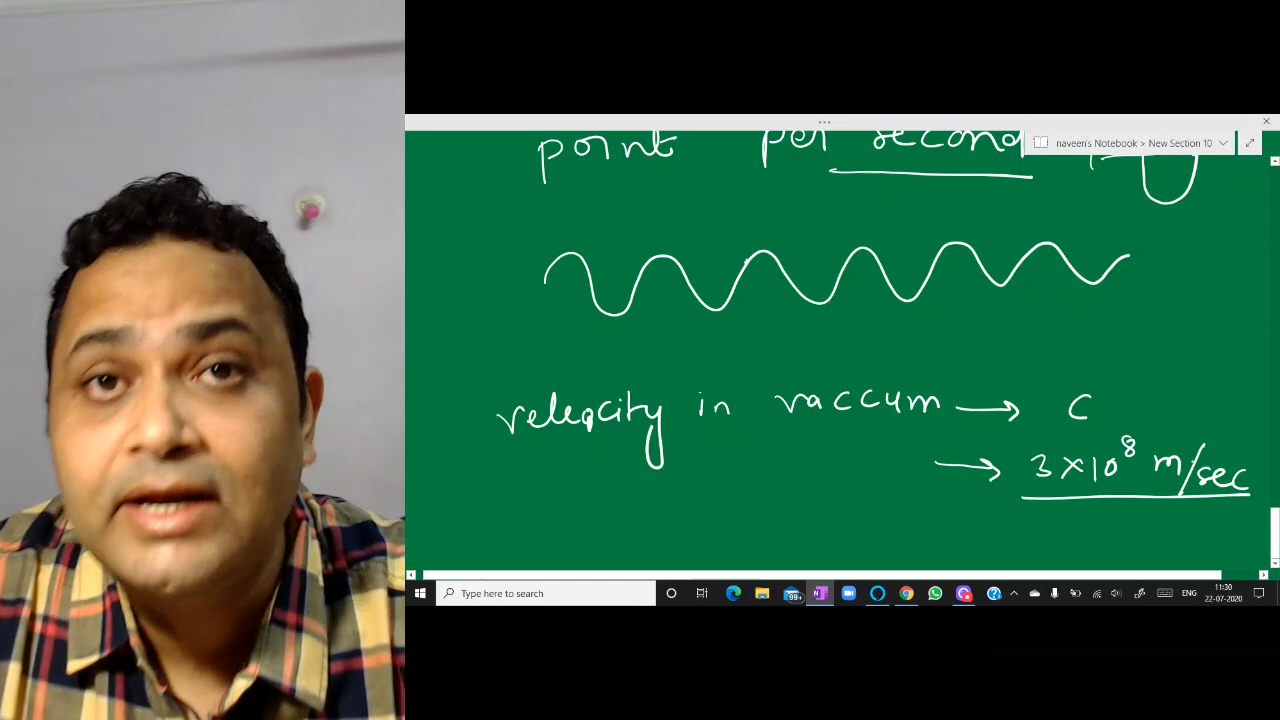 point per second
naveen's Notebook > New Section 10
velocity in vaccum → C
→ 3×10⁸ m/sec
Type here to search
99+
ENG
11:30
22-07-2020